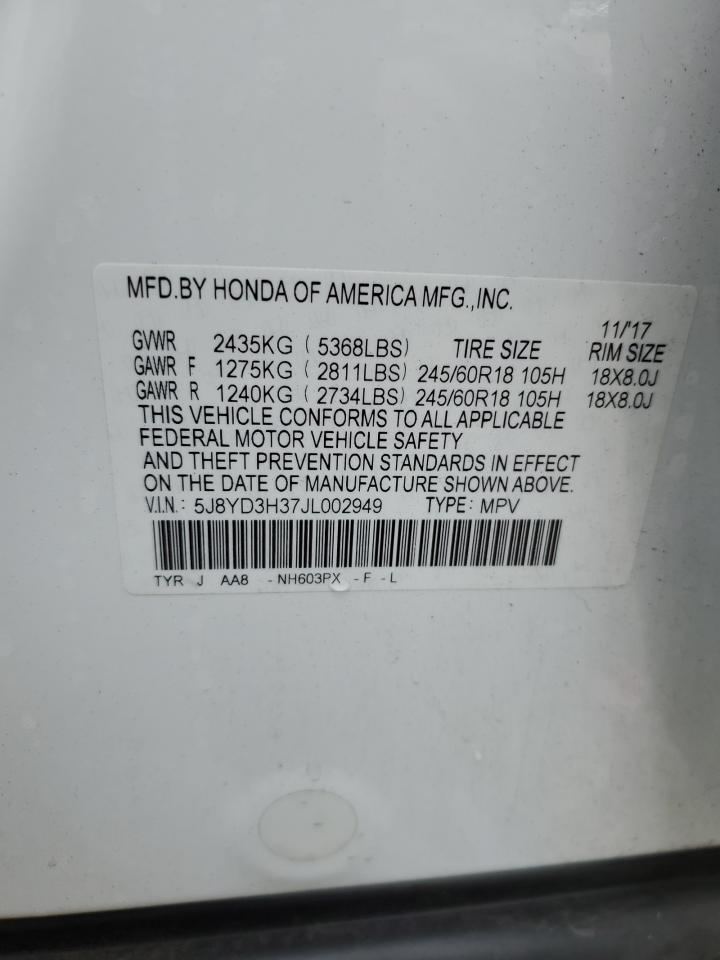 MFD.BY HONDA OF AMERICA MFG.,INC.
11/'17
GVWR 2435KG ( 5368LBS) TIRE SIZE RIM SIZE
GAWR F 1275KG ( 2811LBS) 245/60R18 105H 18X8.0J
GAWR R 1240KG ( 2734LBS) 245/60R18 105H 18X8.0J
THIS VEHICLE CONFORMS TO ALL APPLICABLE
FEDERAL MOTOR VEHICLE SAFETY
AND THEFT PREVENTION STANDARDS IN EFFECT
ON THE DATE OF MANUFACTURE SHOWN ABOVE.
V.I.N.: 5J8YD3H37JL002949 TYPE: MPV
TYR J AA8 - NH603PX - F - L